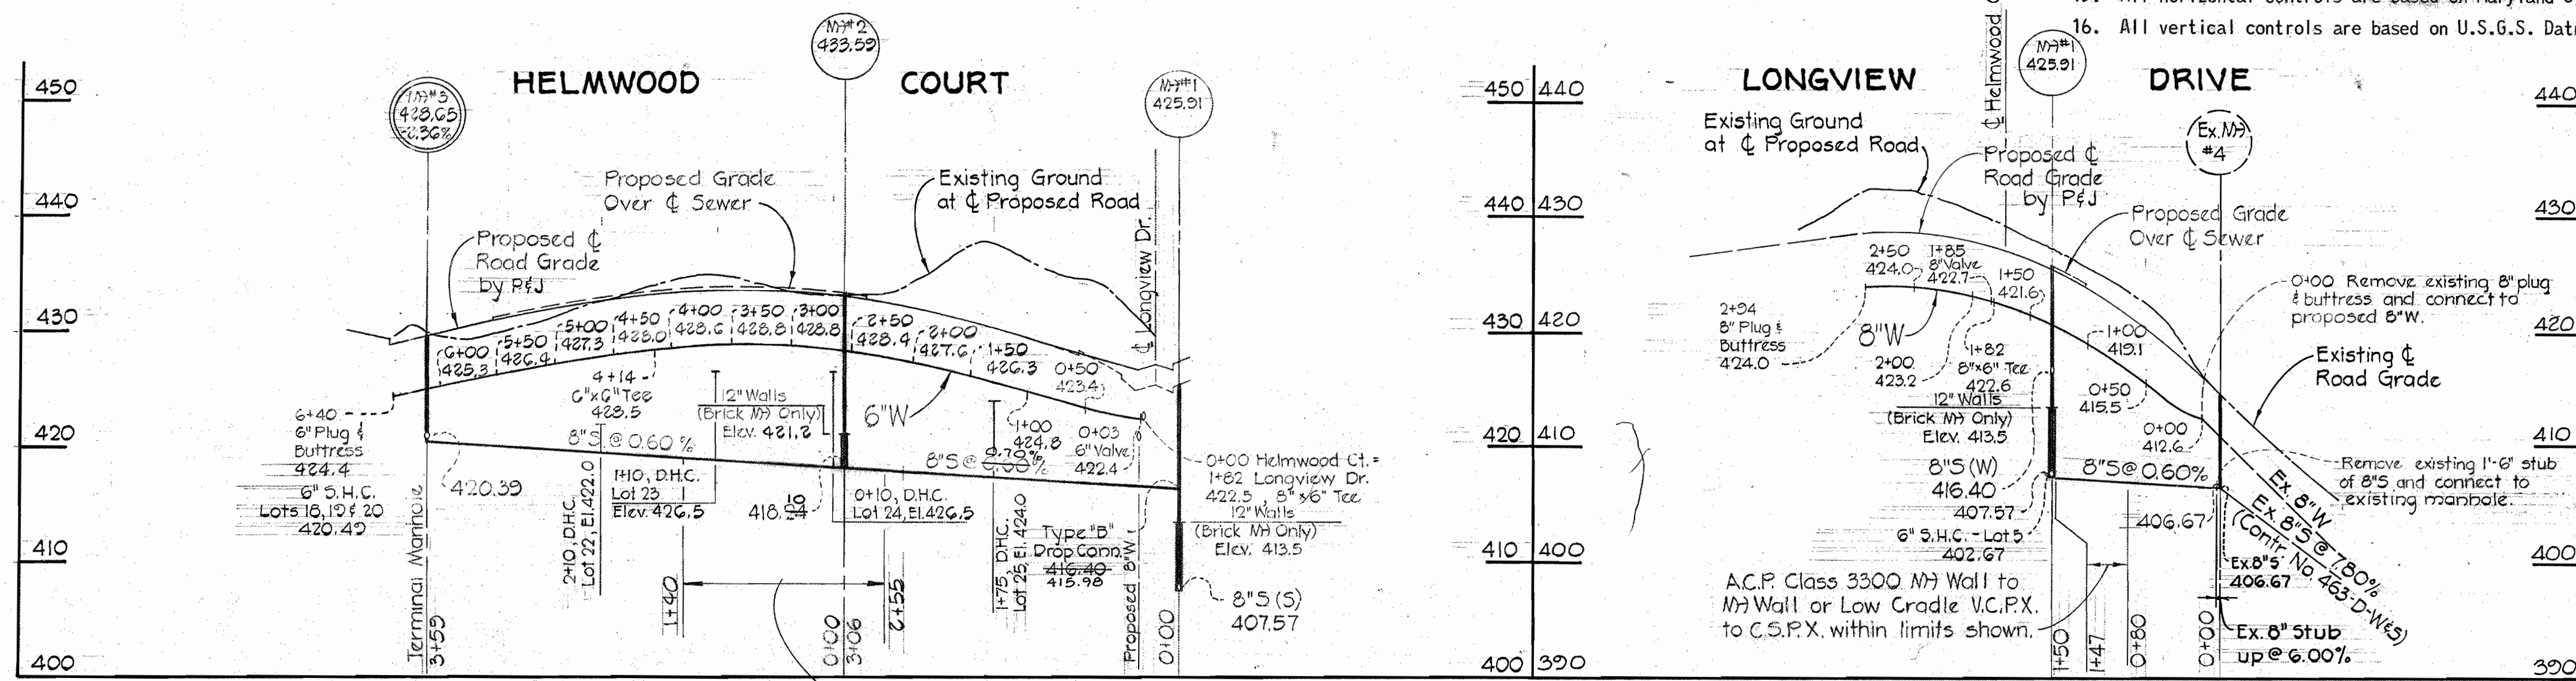 16. All vertical controls are based on U.S.G.S. Dat
HELMWOOD COURT
450
440
430
420
410
400
MH#3
428.65
-2.36%
MH#2
433.59
MH#1
425.91
Proposed ℄
Road Grade
by P&J
Proposed Grade
Over ℄ Sewer
Existing Ground
at ℄ Proposed Road
℄ Longview Dr.
6+00
425.3
5+50
426.4
5+00
427.3
4+50
428.0
4+00
428.6
3+50
428.8
3+00
428.8
2+50
428.4
2+00
427.6
1+50
426.3
1+00
424.8
0+50
423.4
0+03
6" Valve
422.4
4+14
6"x6" Tee
428.5
12" Walls
(Brick MH Only)
Elev. 421.2
6"W
6+40
6" Plug &
Buttress
424.4
6" S.H.C.
Lots 18, 19 & 20
420.49
420.39
8"S @ 0.60%
8"S @ 0.60%
0.70%
2+10, D.H.C.
Lot 22, El. 422.0
1+10, D.H.C.
Lot 23
Elev. 426.5
418.24
10
0+10, D.H.C.
Lot 24, El. 426.5
1+75, D.H.C.
Lot 25, El. 424.0
Type "B"
Drop Conn.
416.40
415.98
Proposed 8"W
0+00 Helmwood Ct. =
1+82 Longview Dr.
422.5, 8"x6" Tee
12" Walls
(Brick MH Only)
Elev. 413.5
8"S (S)
407.57
Terminal Manhole
3+59
1+40
0+00
3+06
2+55
0+00
450 440
440 430
430 420
420 410
410 400
400 390
LONGVIEW DRIVE
℄ Helmwood
MH#1
425.91
Ex. MH
#4
Existing Ground
at ℄ Proposed Road
Proposed ℄
Road Grade
by P&J
Proposed Grade
Over ℄ Sewer
2+50
424.0
1+85
8" Valve
422.7
1+50
421.6
2+94
8" Plug &
Buttress
424.0
8"W
2+00
423.2
1+82
8"x6" Tee
422.6
12" Walls
(Brick MH Only)
Elev. 413.5
1+00
419.1
0+50
415.5
0+00
412.6
8"S (W)
416.40
407.57
6" S.H.C. - Lot 5
402.67
8"S @ 0.60%
406.67
0+00 Remove existing 8" plug
& buttress and connect to
proposed 8"W.
Existing ℄
Road Grade
Remove existing 1'-6" stub
of 8"S and connect to
existing manhole.
Ex. 8"W
Ex. 8"S @ 7.80%
(Contr. No. 463-D-W&S)
Ex. 8"S
406.67
Ex. 8" Stub
up @ 6.00%
A.C.P. Class 3300 MH Wall to
MH Wall or Low Cradle V.C.P.X.
to C.S.P.X. within limits shown.
1+50
1+47
0+80
0+00
440
430
420
410
400
390